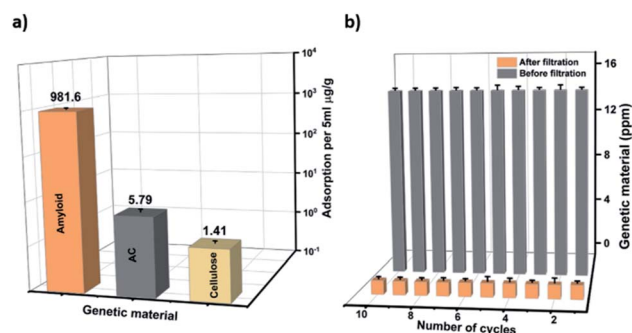 a)
10⁴
10³
10²
10¹
10⁰
10⁻¹
Adsorption per 5ml µg/g
981.6
5.79
1.41
Amyloid
AC
Cellulose
Genetic material
b)
After filtration
Before filtration
16
12
8
4
0
Genetic material (ppm)
10
8
6
4
2
Number of cycles